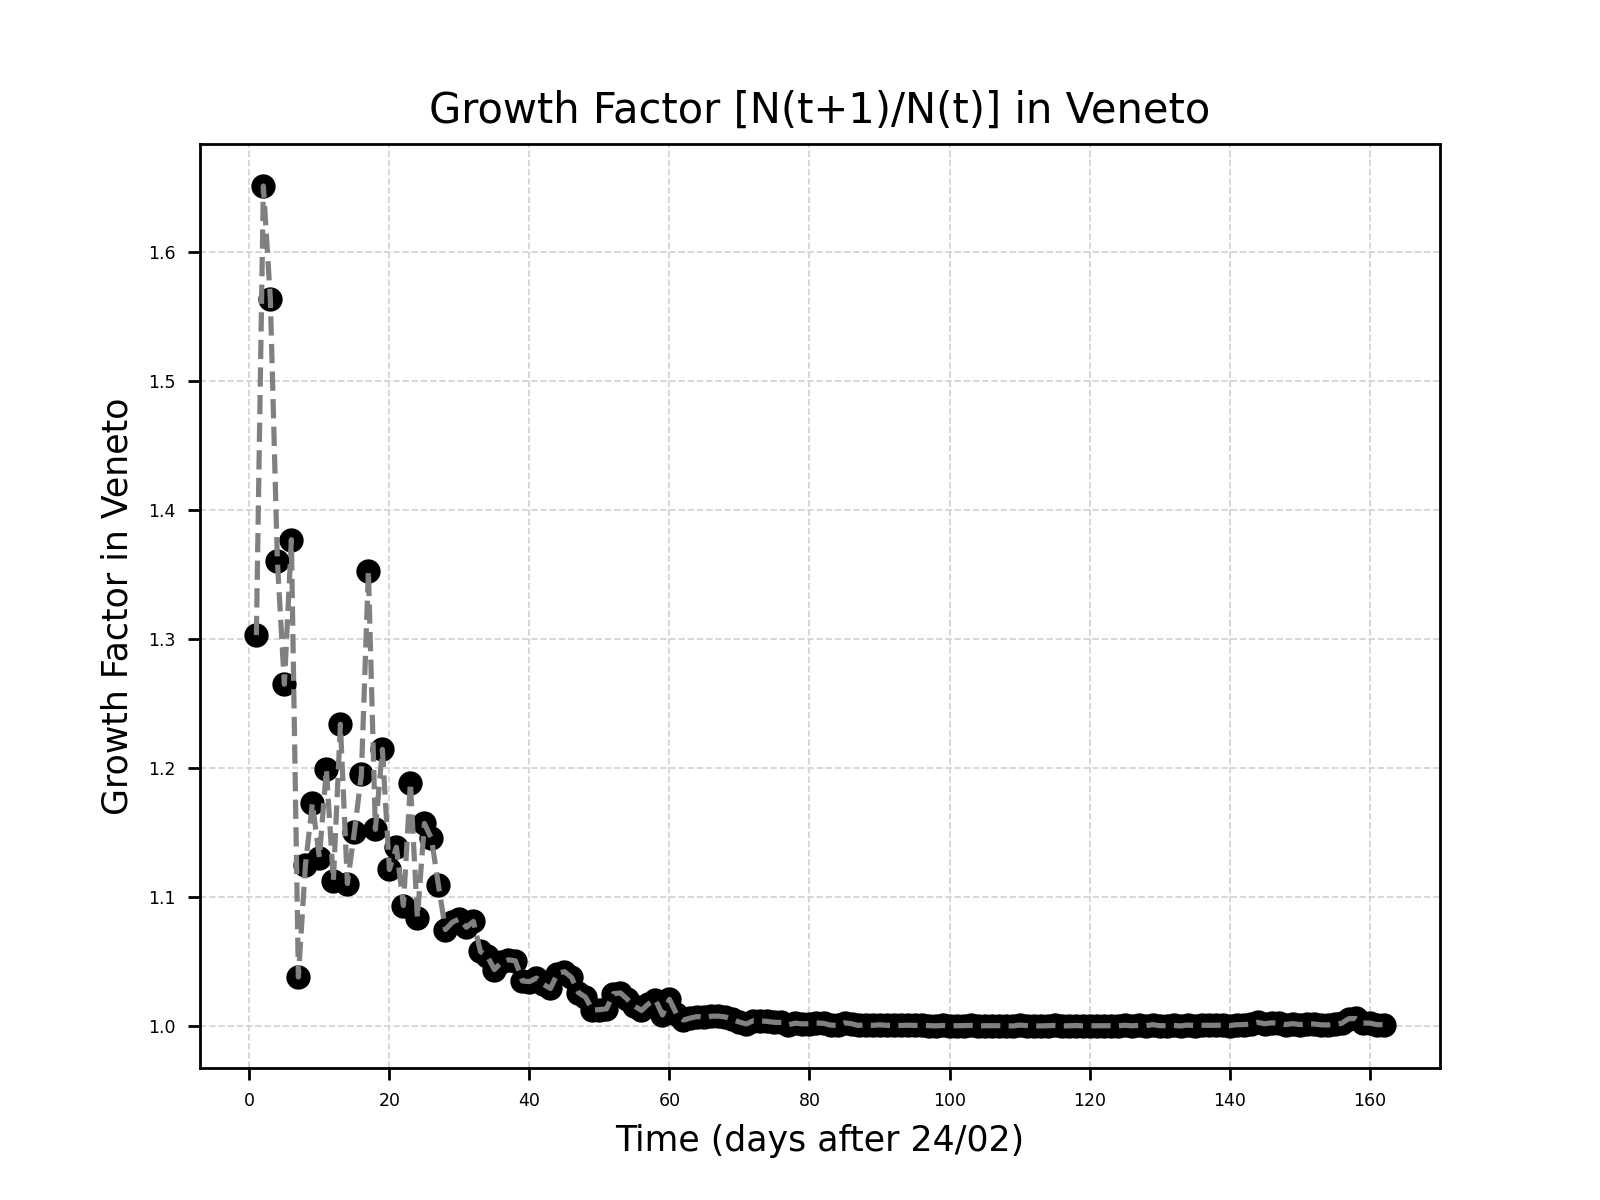 Growth Factor [N(t+1)/N(t)] in Veneto
Growth Factor in Veneto
1.6
1.5
1.4
1.3
1.2
1.1
1.0
0 20 40 60 80 100 120 140 160
Time (days after 24/02)